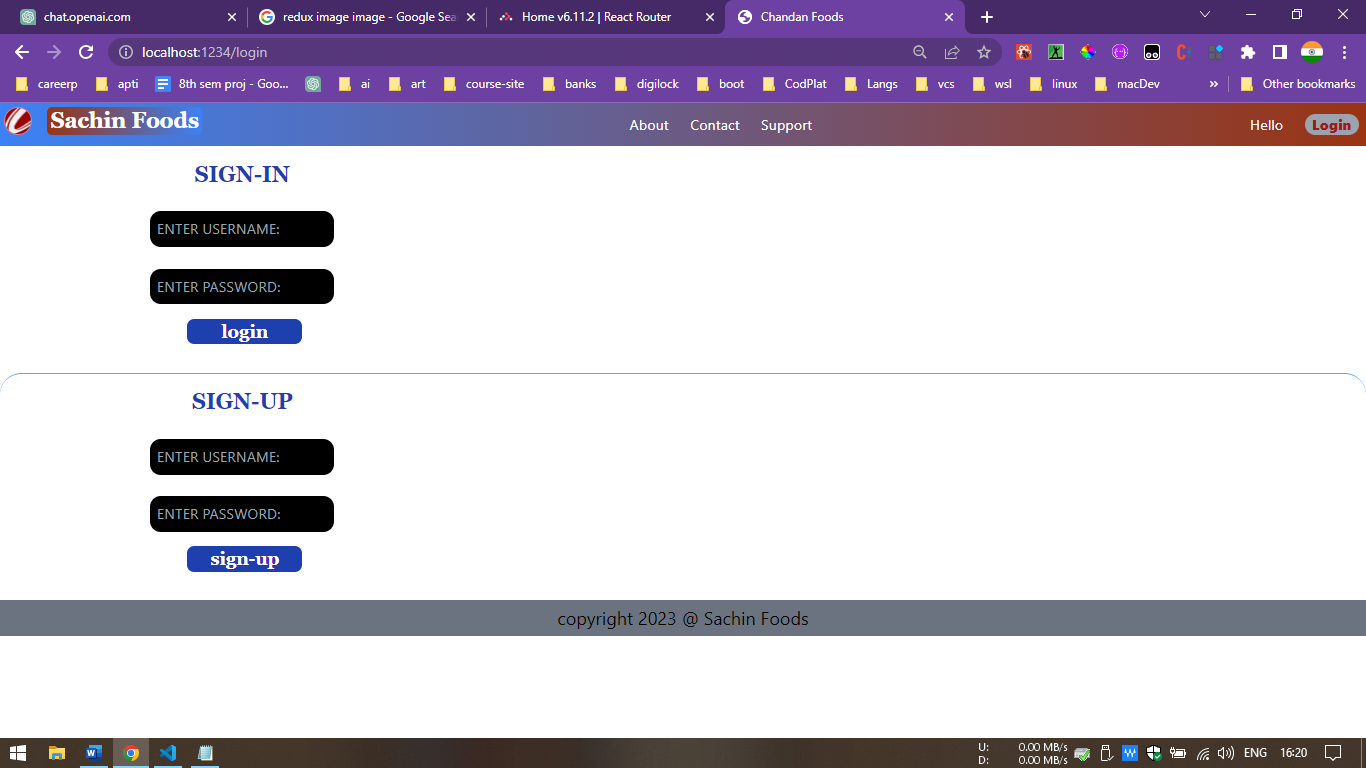 chat.openai.com
redux image image - Google Sea
Home v6.11.2 | React Router
Chandan Foods
localhost:1234/login
careerp apti 8th sem proj - Goo... ai art course-site banks digilock boot CodPlat Langs vcs wsl linux macDev » Other bookmarks
Sachin Foods About Contact Support Hello Login
SIGN-IN
ENTER USERNAME:
ENTER PASSWORD:
login
SIGN-UP
ENTER USERNAME:
ENTER PASSWORD:
sign-up
copyright 2023 @ Sachin Foods
U: 0.00 MB/s
D: 0.00 MB/s
ENG 16:20